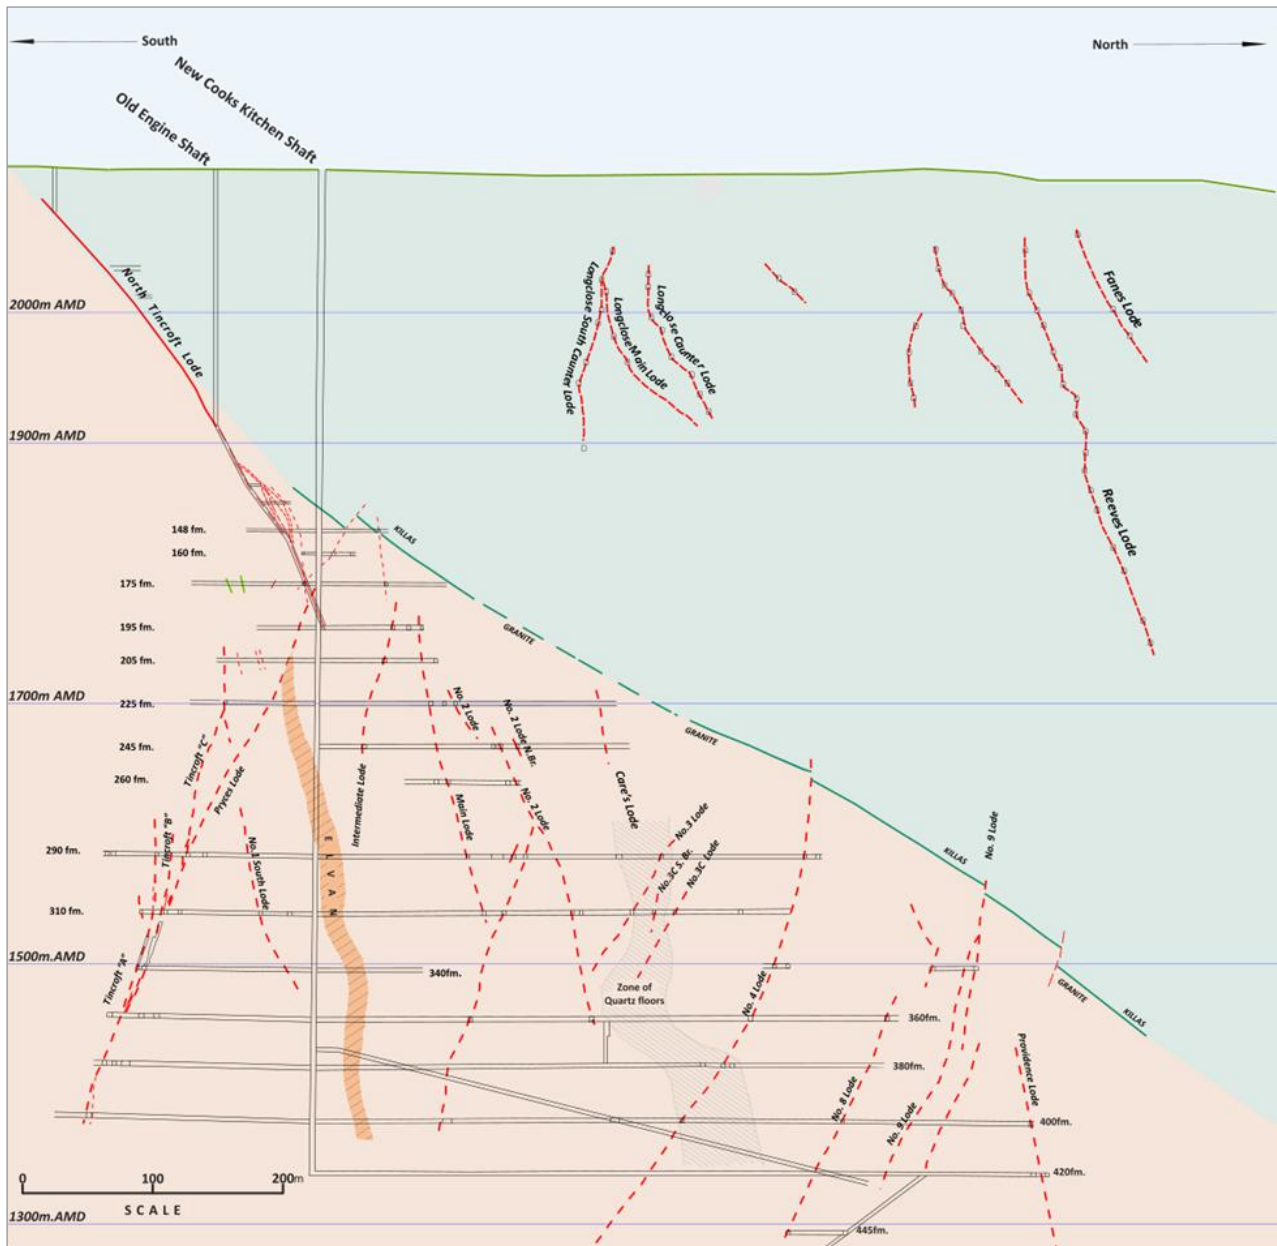 South
North
New Cooks Kitchen Shaft
Old Engine Shaft
North Tincroft Lode
2000m AMD
Longclose South Counter Lode
Longclose Main Lode
Longclose Counter Lode
Fanes Lode
1900m AMD
Reeves Lode
148 fm.
KILLAS
160 fm.
175 fm.
195 fm.
GRANITE
205 fm.
1700m AMD
225 fm.
No. 2 Lode
No. 2 Lode N.Br.
GRANITE
245 fm.
260 fm.
Tincroft "C"
Pryces Lode
Intermediate Lode
Main Lode
No. 2 Lode
Care's Lode
Tincroft "B"
No.1 South Lode
ELVAN
No.3 Lode
No.3C S. Br.
No.3C Lode
No. 9 Lode
KILLAS
290 fm.
310 fm.
1500m.AMD
Tincroft "A"
340fm.
Zone of
Quartz floors
No. 4 Lode
GRANITE
KILLAS
360fm.
380fm.
Providence Lode
No. 8 Lode
No. 9 Lode
400fm.
420fm.
0 100 200m
SCALE
1300m.AMD
445fm.